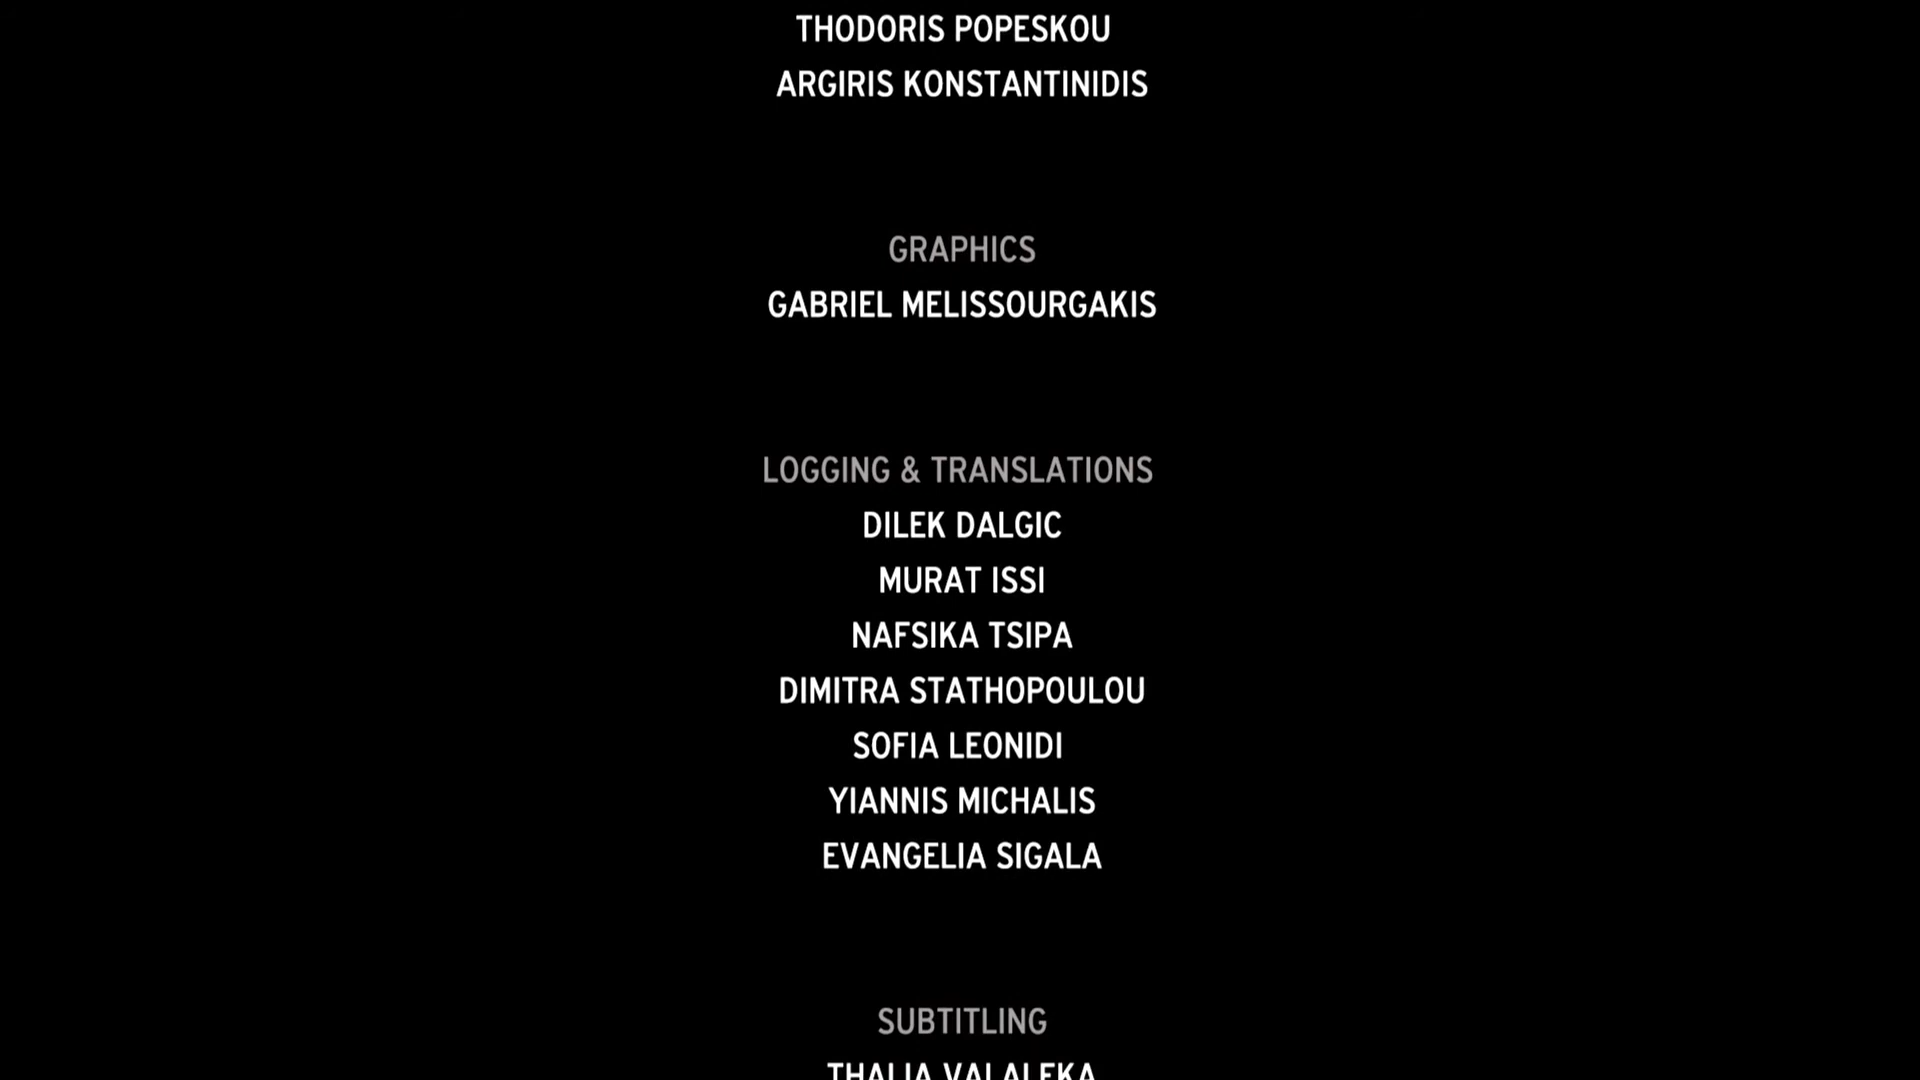 THODORIS POPESKOU
ARGIRIS KONSTANTINIDIS
GRAPHICS
GABRIEL MELISSOURGAKIS
LOGGING & TRANSLATIONS
DILEK DALGIC
MURAT ISSI
NAFSIKA TSIPA
DIMITRA STATHOPOULOU
SOFIA LEONIDI
YIANNIS MICHALIS
EVANGELIA SIGALA
SUBTITLING
THALIA